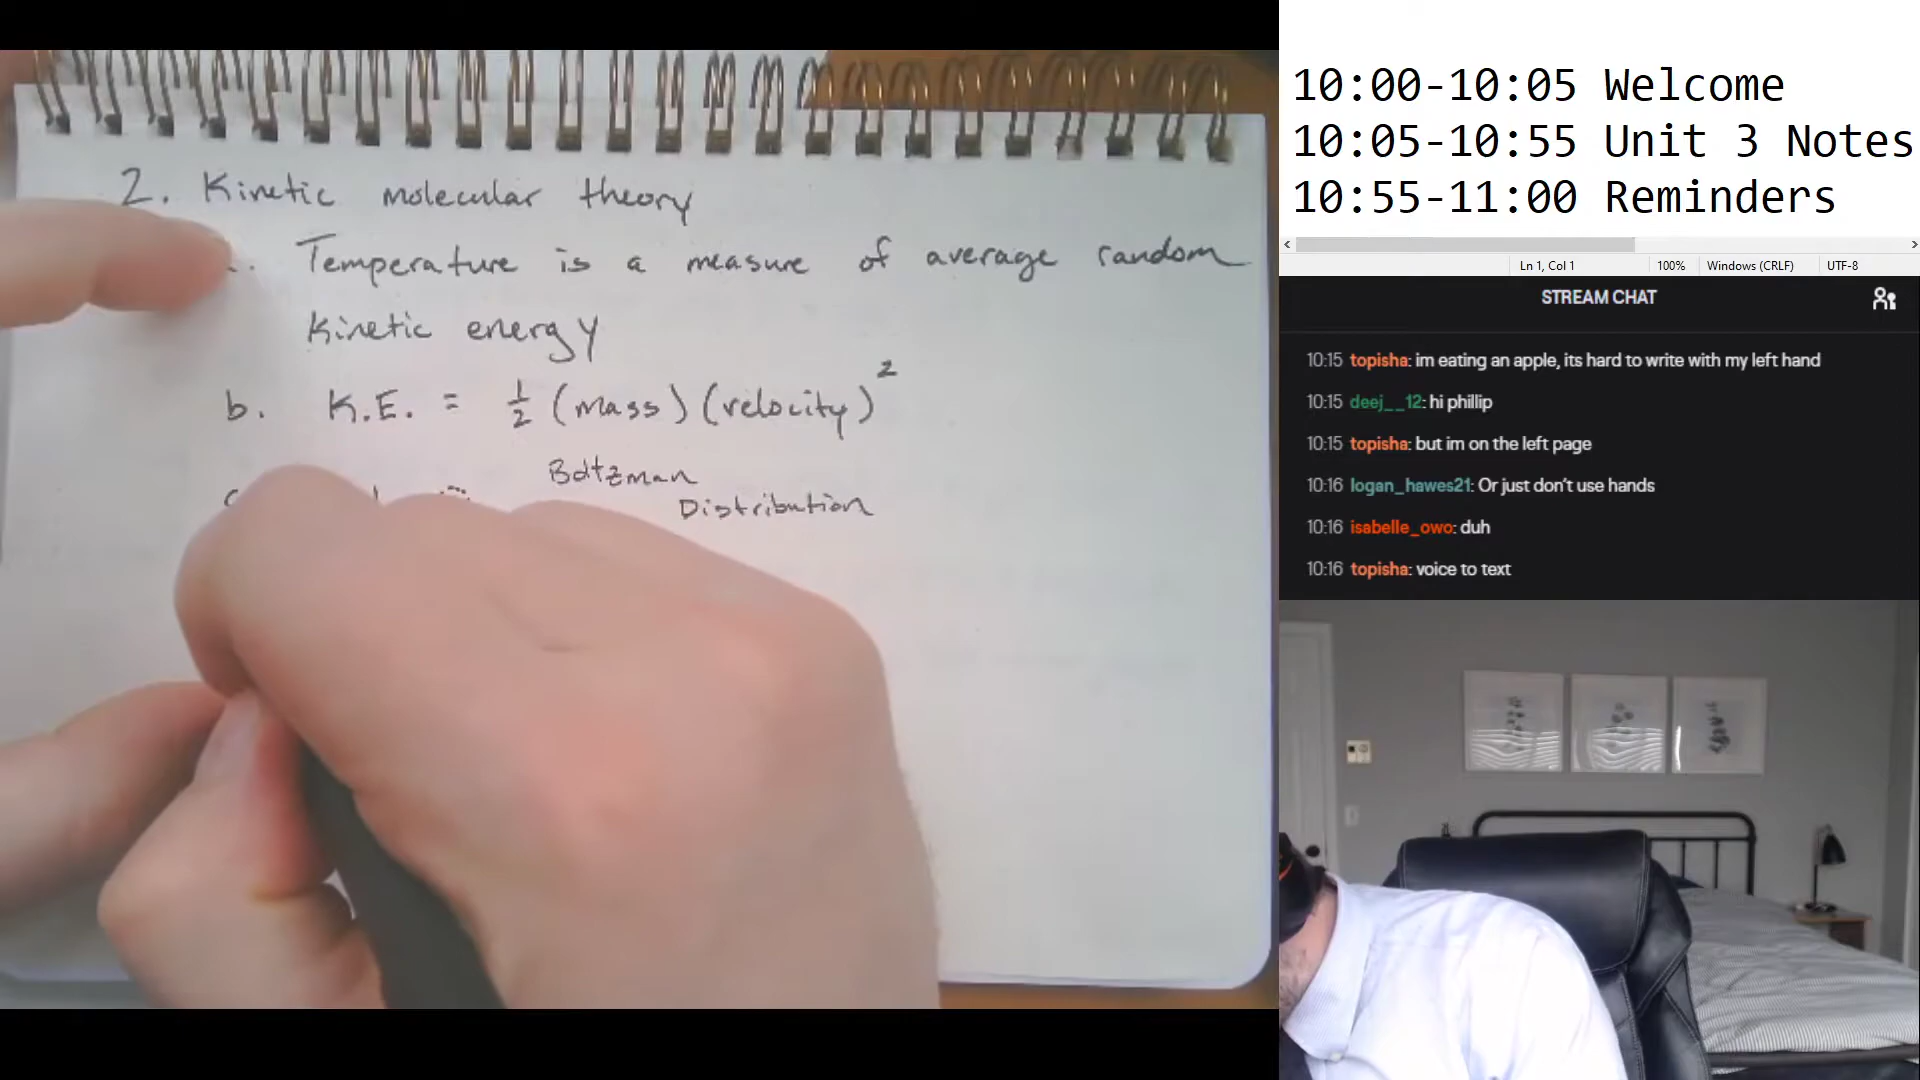 2. Kinetic molecular theory
Temperature is a measure of average random
kinetic energy
b. K.E. = ½ (mass)(velocity)²
Boltzman
Distribution
10:00-10:05 Welcome
10:05-10:55 Unit 3 Notes
10:55-11:00 Reminders
Ln 1, Col 1 100% Windows (CRLF) UTF-8
STREAM CHAT
10:15 topisha: im eating an apple, its hard to write with my left hand
10:15 deej__12: hi phillip
10:15 topisha: but im on the left page
10:16 logan_hawes21: Or just don't use hands
10:16 isabelle_owo: duh
10:16 topisha: voice to text